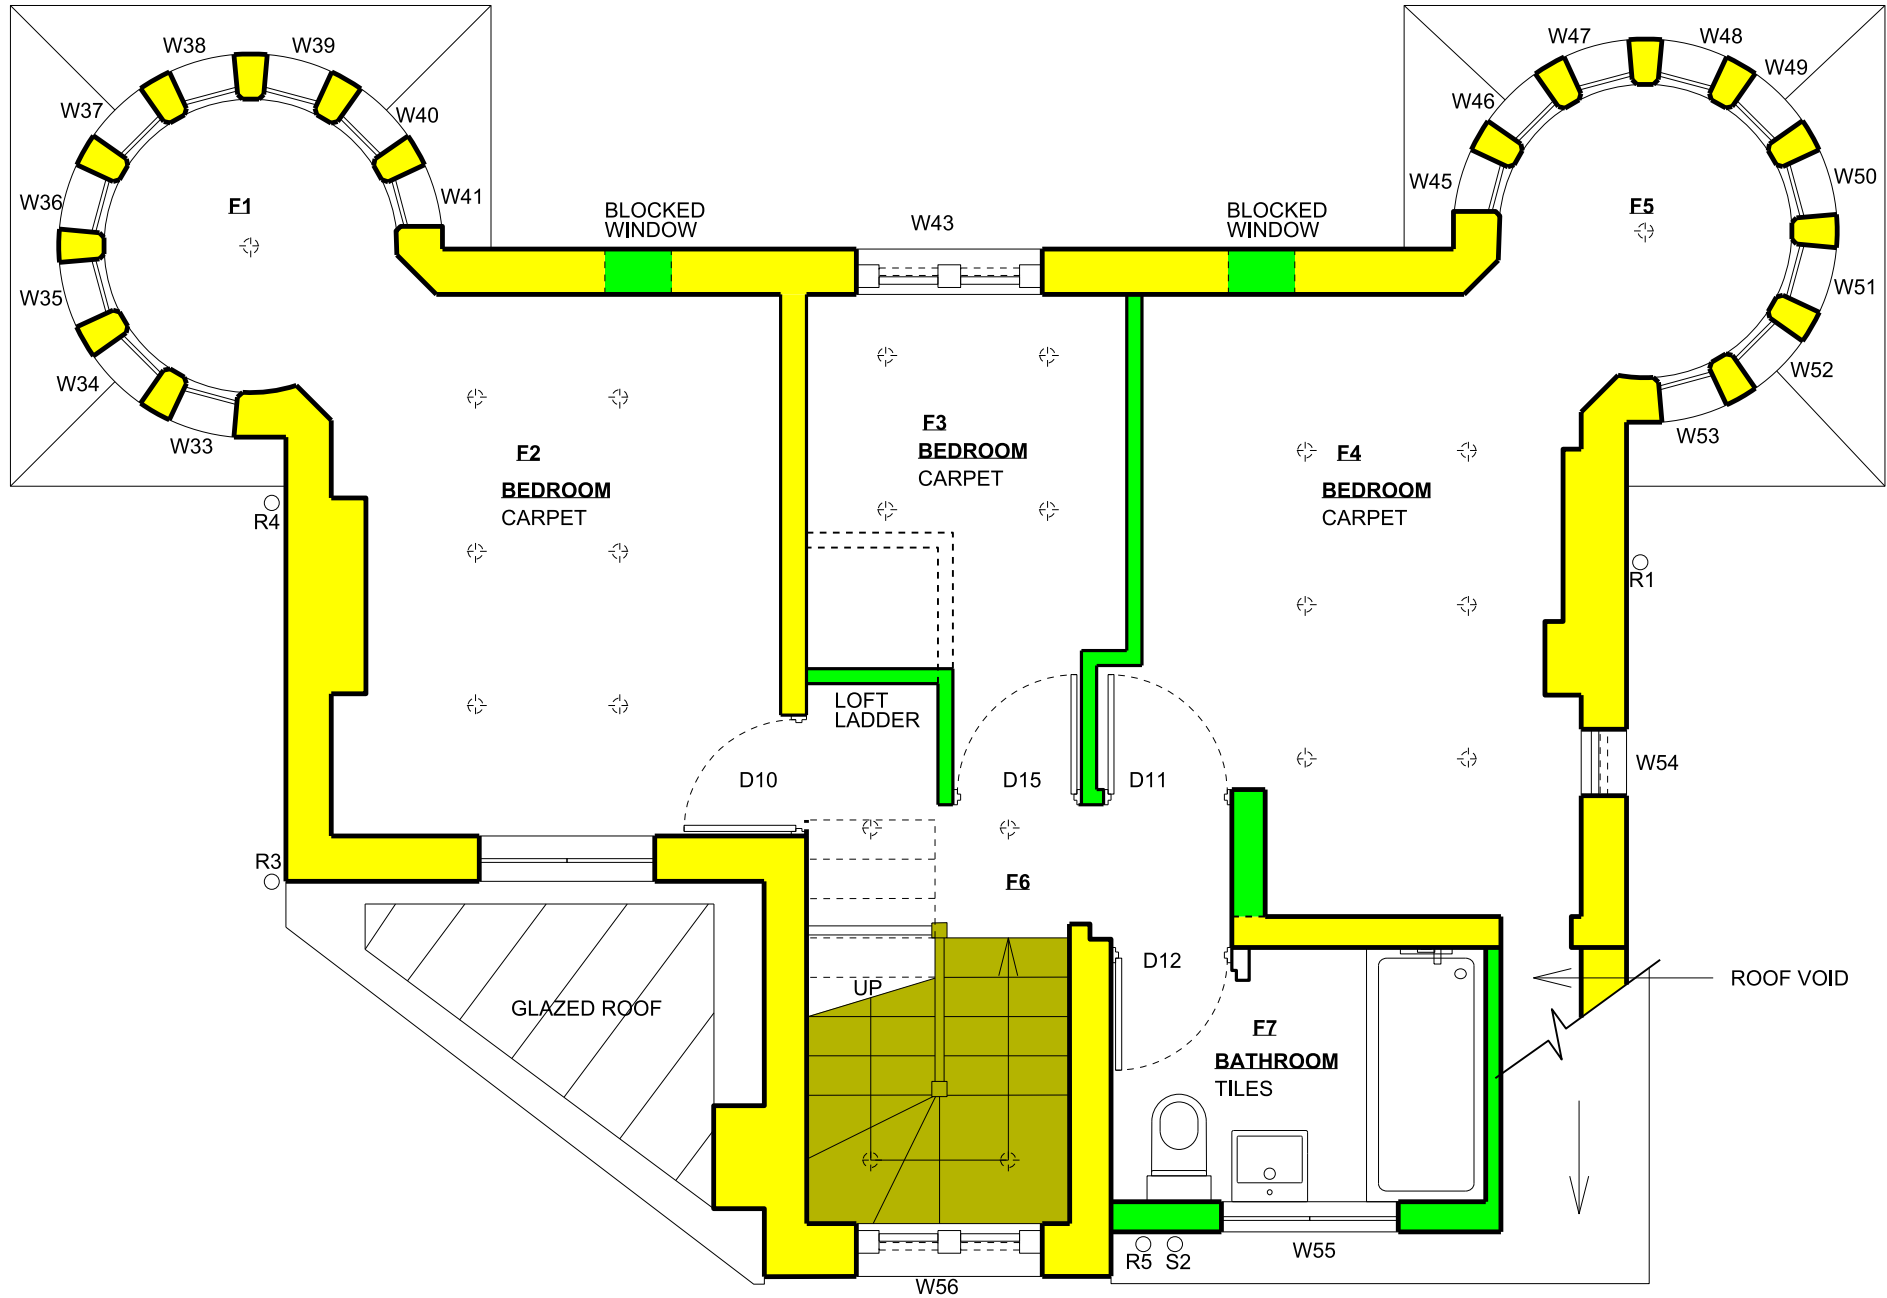 W38
W39
W47
W48
W49
W37
W40
W46
W36
F1
W41
W45
F5
W50
BLOCKED
WINDOW
W43
BLOCKED
WINDOW
W35
W51
W34
W52
W33
W53
F2
BEDROOM
CARPET
F3
BEDROOM
CARPET
F4
BEDROOM
CARPET
R4
R1
LOFT
LADDER
D10
D15
D11
W54
R3
F6
D12
UP
ROOF VOID
GLAZED ROOF
F7
BATHROOM
TILES
W55
R5
S2
W56